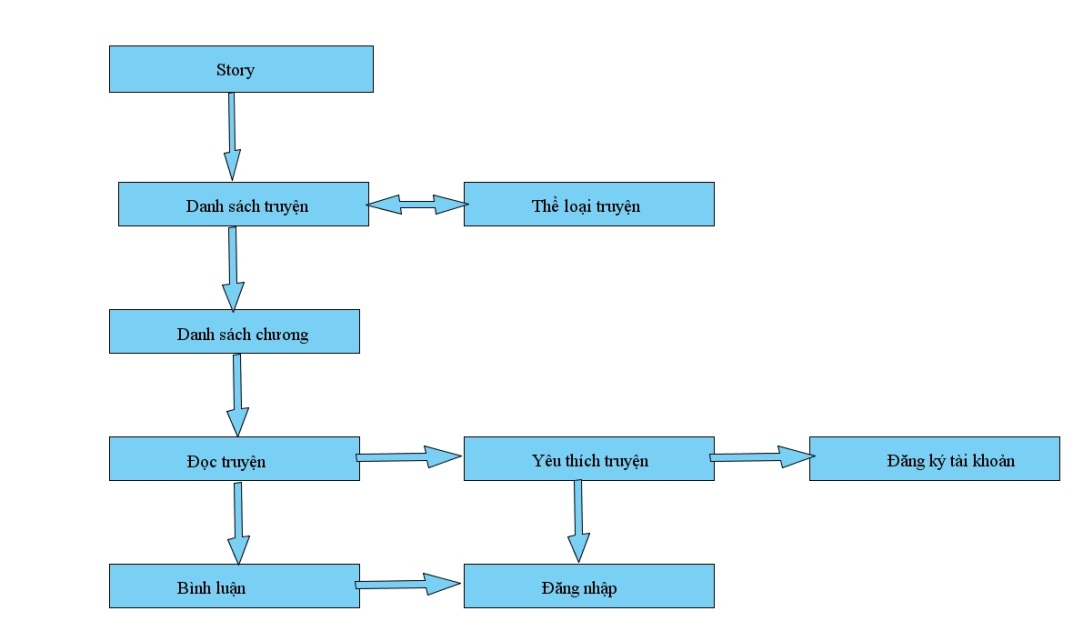 Story
Danh sách truyện
Thể loại truyện
Danh sách chương
Đọc truyện
Yêu thích truyện
Đăng ký tài khoản
Bình luận
Đăng nhập